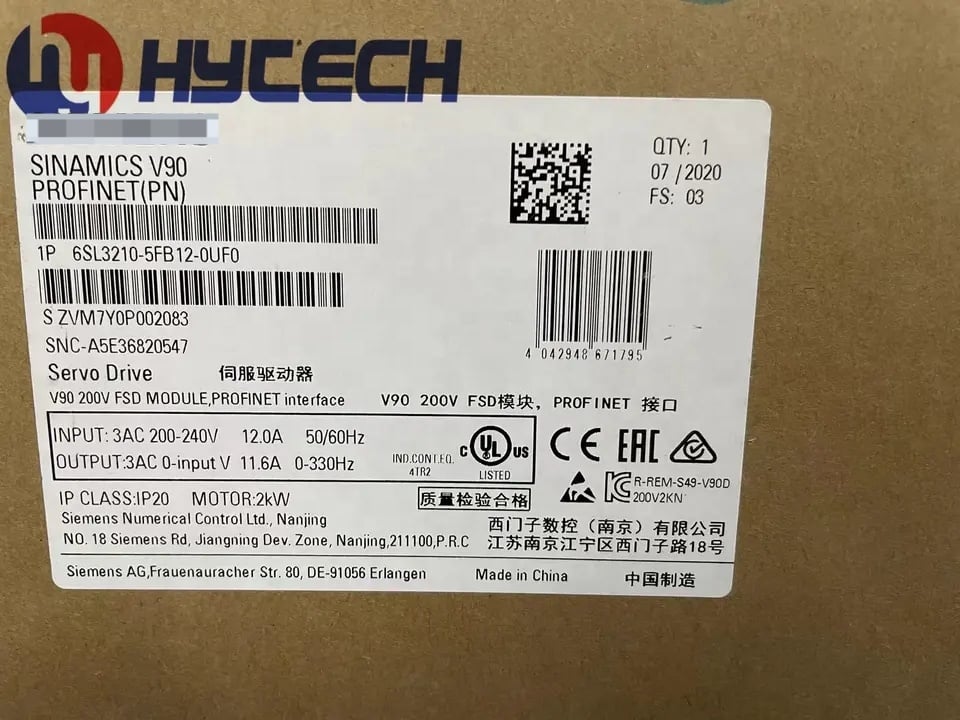 HYTECH
SINAMICS V90
PROFINET(PN)
QTY: 1
07/2020
FS: 03
1P 6SL3210-5FB12-0UF0
S ZVM7Y0P002083
SNC-A5E36820547
4 042948 671795
Servo Drive 伺服驱动器
V90 200V FSD MODULE,PROFINET interface V90 200V FSD模块, PROFINET 接口
INPUT: 3AC 200-240V 12.0A 50/60Hz
OUTPUT:3AC 0-input V 11.6A 0-330Hz
IND.CONT.EQ.
4TR2
C UL US
LISTED
CE EAC
IP CLASS:IP20 MOTOR:2kW
质量检验合格
R-REM-S49-V90D
200V2KN
Siemens Numerical Control Ltd., Nanjing
西门子数控（南京）有限公司
NO. 18 Siemens Rd, Jiangning Dev. Zone, Nanjing,211100,P.R.C
江苏南京江宁区西门子路18号
Siemens AG,Frauenauracher Str. 80, DE-91056 Erlangen Made in China 中国制造